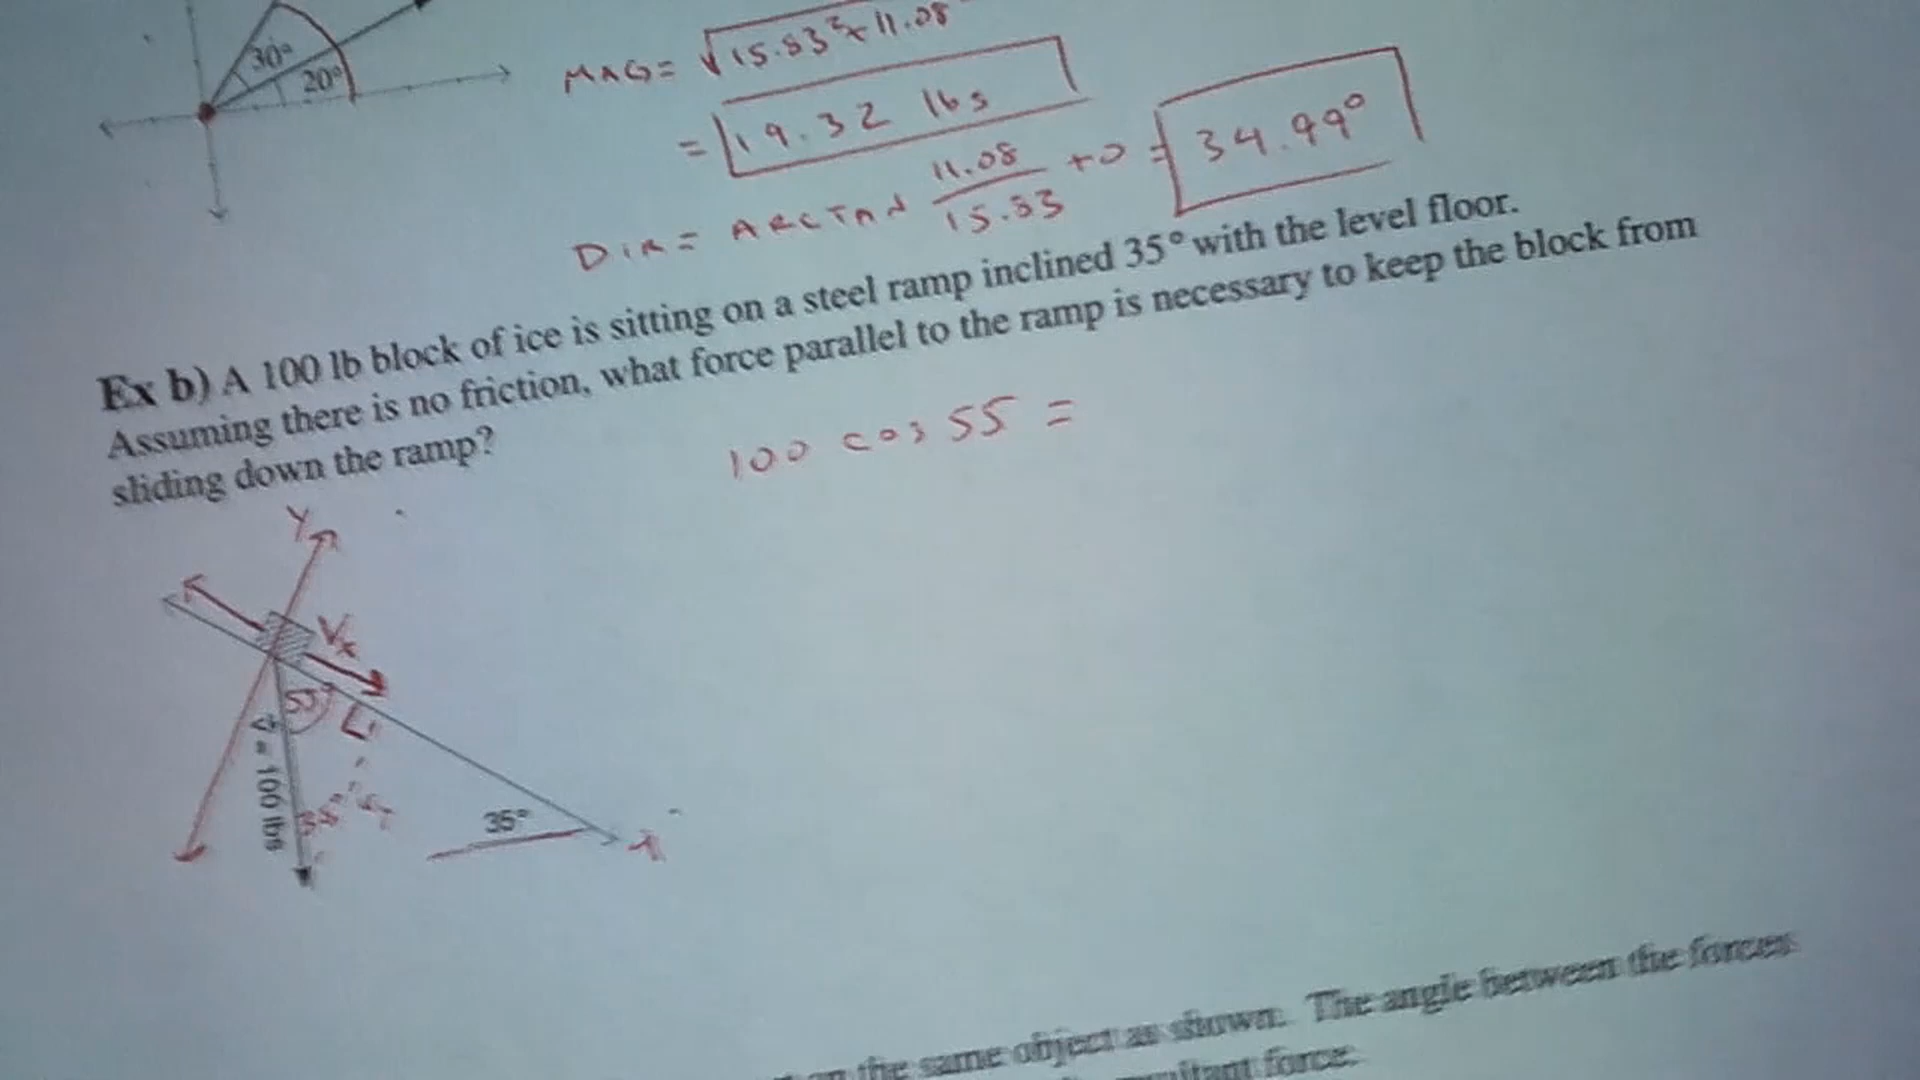 30°
20°
MAG = √15.83² + 11.08
= 19.32 lbs
DIR = ARCTAN 11.08 / 15.83 + 0 = 34.99°
Ex b) A 100 lb block of ice is sitting on a steel ramp inclined 35° with the level floor.
Assuming there is no friction, what force parallel to the ramp is necessary to keep the block from
sliding down the ramp?
100 cos 55 =
Y
Vx
55°
V = 100 lbs
35°
35°
X
on the same object as shown. The angle between the forces
resultant force.